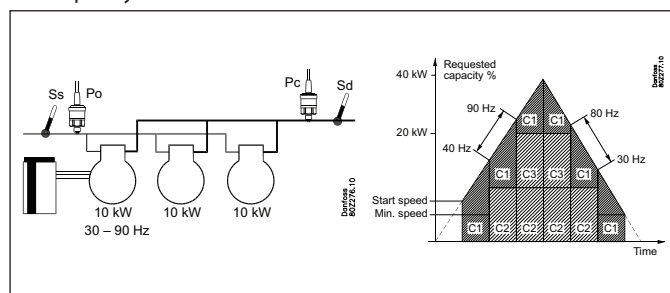 Ss
Po
Pc
Sd
10 kW
10 kW
10 kW
30 – 90 Hz
Danfoss
80Z276.10
40 kW
Requested
capacity %
90 Hz
80 Hz
20 kW
40 Hz
30 Hz
C1
C1
C1
C3
C3
C1
Start speed
Min. speed
C1
C2
C2
C2
C2
C1
Time
Danfoss
80Z277.10